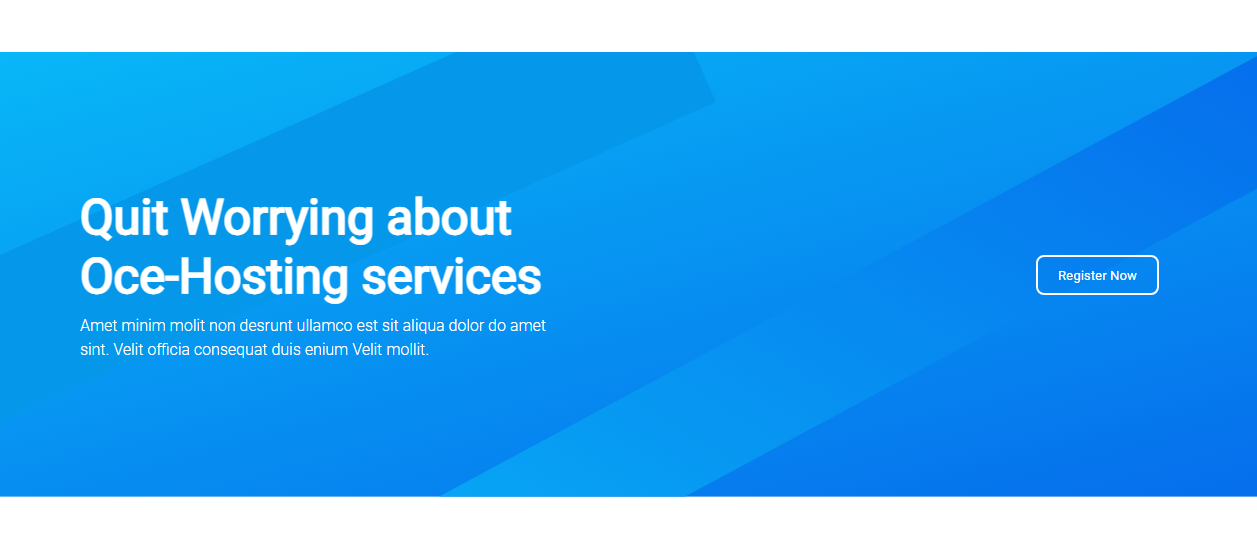 Quit Worrying about
Oce-Hosting services
Amet minim molit non desrunt ullamco est sit aliqua dolor do amet
sint. Velit officia consequat duis enium Velit mollit.
Register Now